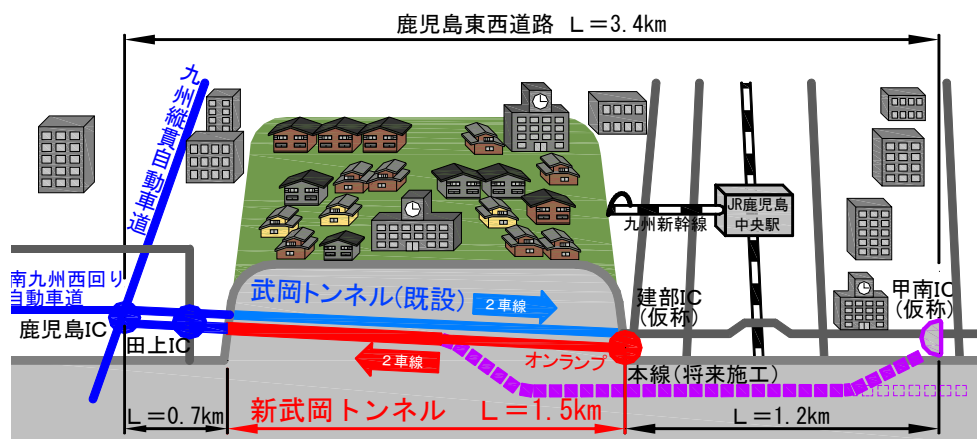 鹿児島東西道路 L=3.4km
九州縦貫自動車道
JR鹿児島
中央駅
九州新幹線
南九州西回り
自動車道
武岡トンネル(既設)
2車線
建部IC
(仮称)
甲南IC
(仮称)
鹿児島IC
田上IC
2車線
オンランプ
本線(将来施工)
L=0.7km
新武岡トンネル L=1.5km
L=1.2km